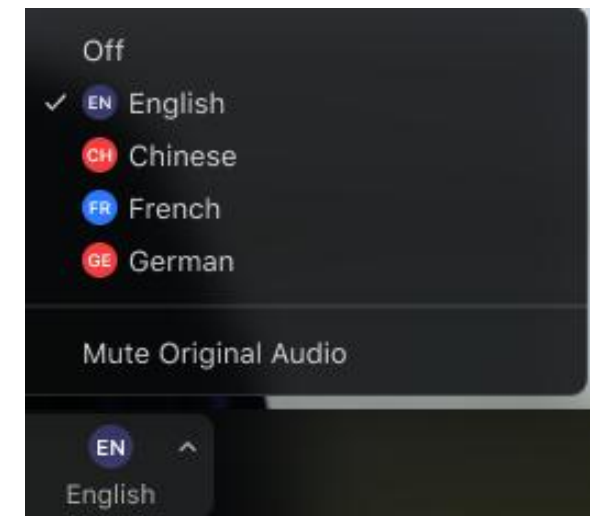 Off
EN English
CH Chinese
FR French
GE German
Mute Original Audio
EN
English